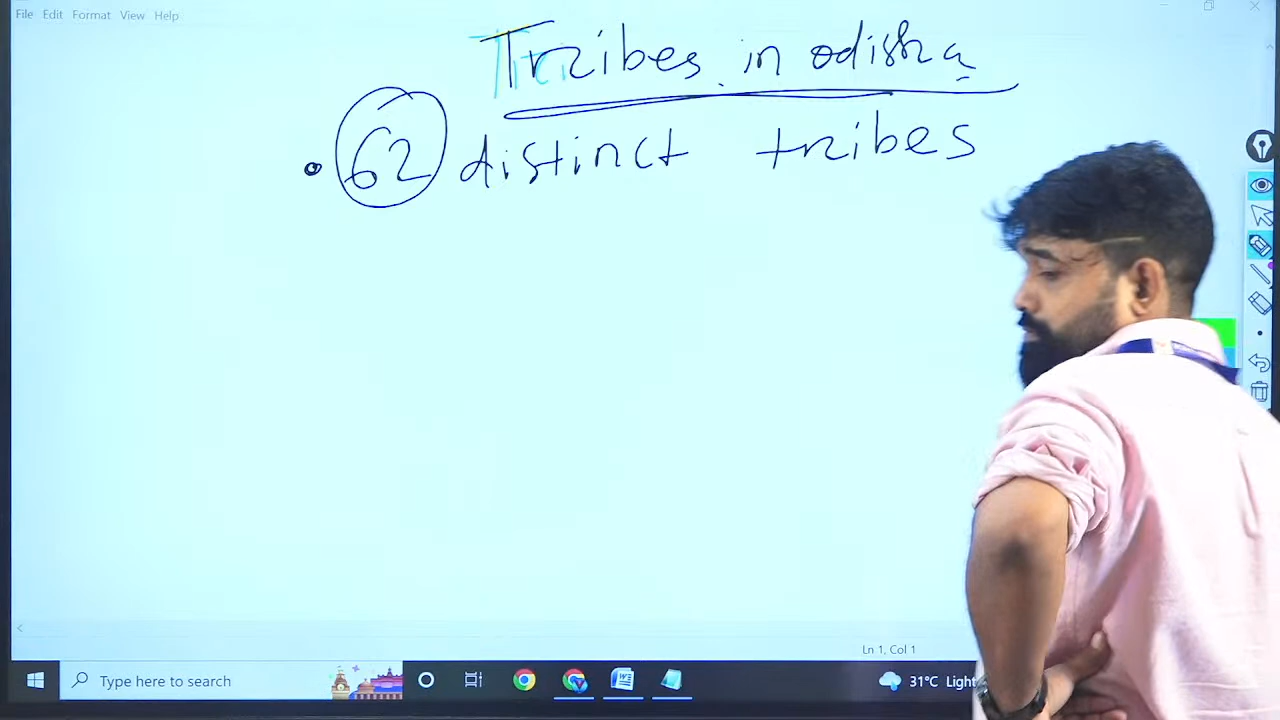 File Edit Format View Help
Tribes in odisha
• 62 distinct tribes
Ln 1, Col 1
Type here to search
31°C Light